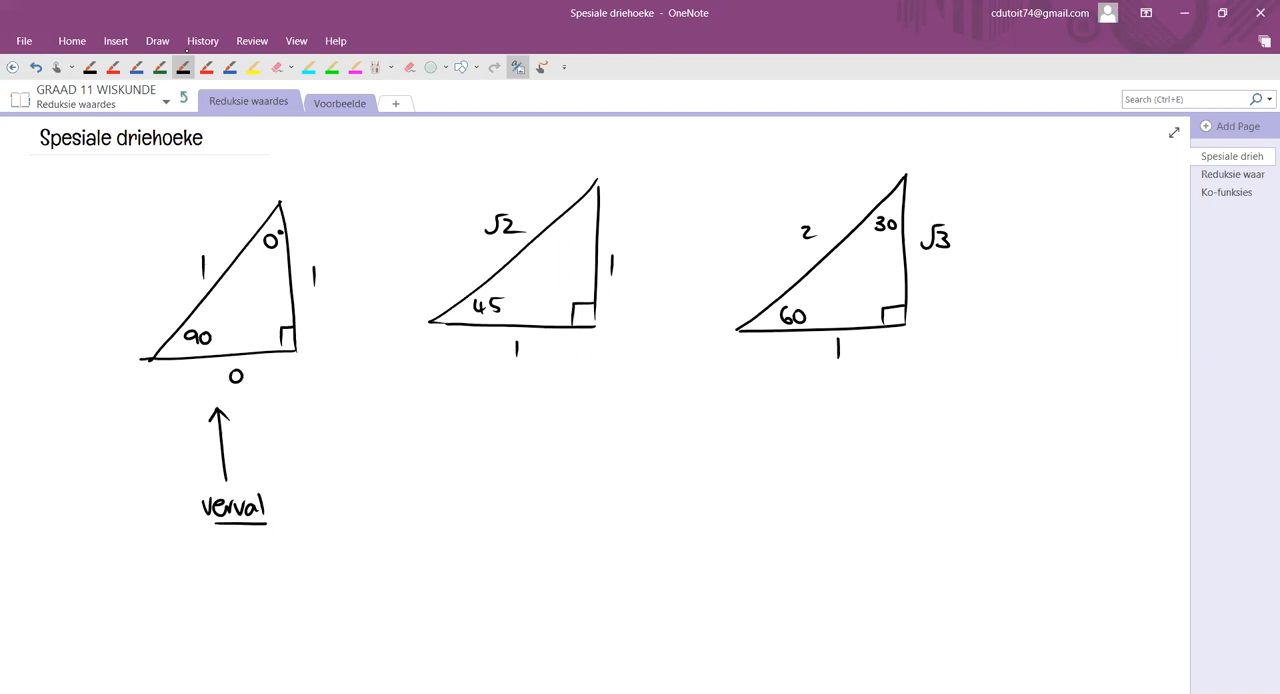 Spesiale driehoeke - OneNote
cdutoit74@gmail.com
File Home Insert Draw History Review View Help
GRAAD 11 WISKUNDE
Reduksie waardes
Reduksie waardes
Voorbeelde
+
Search (Ctrl+E)
Add Page
Spesiale drieh
Reduksie waar
Ko-funksies
Spesiale driehoeke
0°
1
1
90
0
verval
√2
1
45
1
2
30
√3
60
1